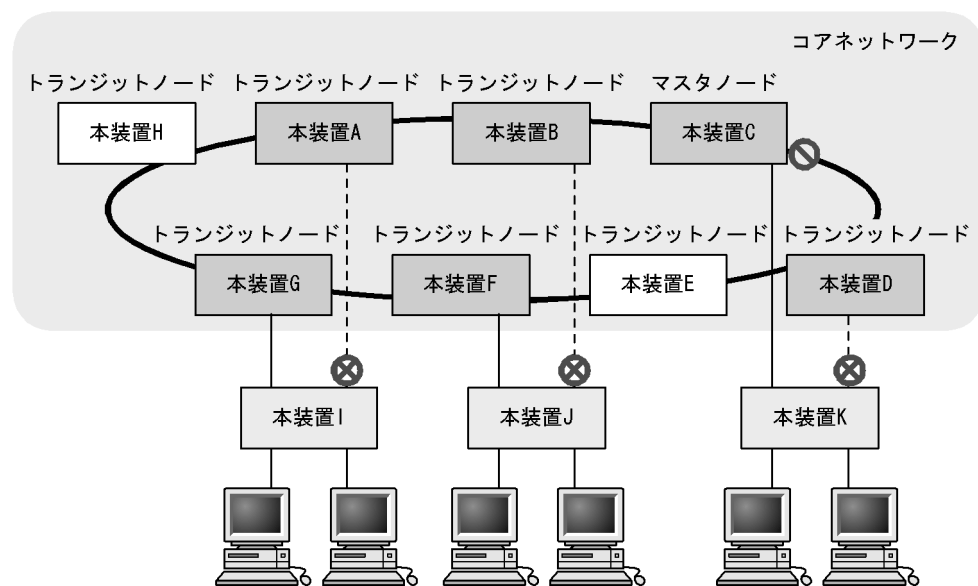 コアネットワーク
トランジットノード
トランジットノード
トランジットノード
マスタノード
本装置H
本装置A
本装置B
本装置C
トランジットノード
トランジットノード
トランジットノード
トランジットノード
本装置G
本装置F
本装置E
本装置D
本装置I
本装置J
本装置K